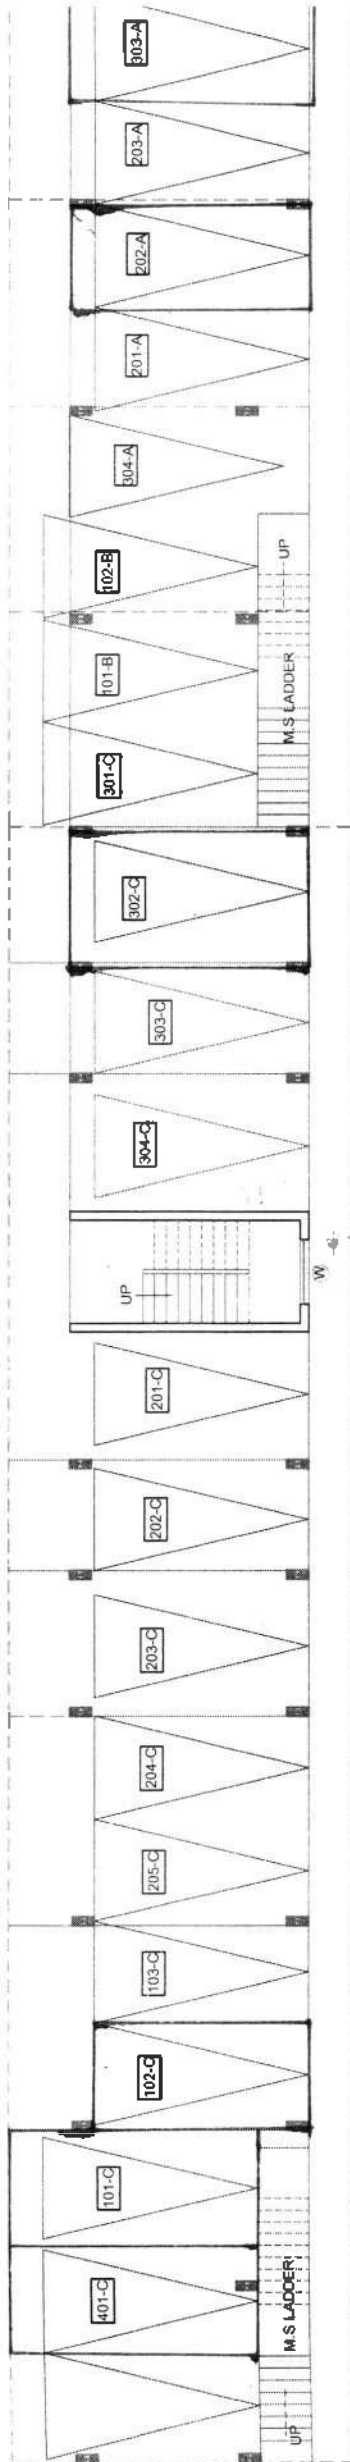 303-A
203-A
202-A
201-A
304-A
102-B
UP
101-B
M.S LADDER
301-C
302-C
303-C
304-C
UP
W
201-C
202-C
203-C
204-C
205-C
103-C
102-C
101-C
401-C
M.S LADDER
UP